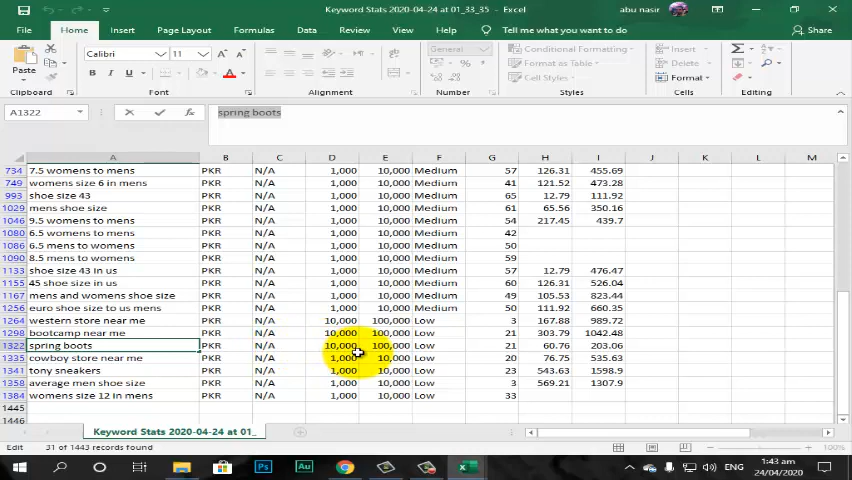 Keyword Stats 2020-04-24 at 01_33_35 - Excel abu nasir
File Home Insert Page Layout Formulas Data Review View Tell me what you want to do Share
Paste Calibri 11 A A General Conditional Formatting Insert Σ
B I U A % , Format as Table Delete
Cell Styles Format
Clipboard Font Alignment Number Styles Cells Editing
A1322 fx spring boots
A B C D E F G H I J K L M
734 7.5 womens to mens PKR N/A 1,000 10,000 Medium 57 126.31 455.69
749 womens size 6 in mens PKR N/A 1,000 10,000 Medium 41 121.52 473.28
993 shoe size 43 PKR N/A 1,000 10,000 Medium 65 12.79 111.92
1029 mens shoe size PKR N/A 1,000 10,000 Medium 61 56.56 350.16
1046 9.5 womens to mens PKR N/A 1,000 10,000 Medium 54 217.45 439.7
1080 6.5 womens to mens PKR N/A 1,000 10,000 Medium 42
1086 6.5 mens to womens PKR N/A 1,000 10,000 Medium 50
1090 8.5 mens to womens PKR N/A 1,000 10,000 Medium 59
1133 shoe size 43 in us PKR N/A 1,000 10,000 Medium 57 12.79 476.47
1155 45 shoe size in us PKR N/A 1,000 10,000 Medium 60 126.31 526.04
1167 mens and womens shoe size PKR N/A 1,000 10,000 Medium 49 105.53 823.44
1256 euro shoe size to us mens PKR N/A 1,000 10,000 Medium 50 111.92 660.35
1264 western store near me PKR N/A 10,000 100,000 Low 3 167.88 989.72
1298 bootcamp near me PKR N/A 10,000 100,000 Low 21 303.79 1042.48
1322 spring boots PKR N/A 10,000 100,000 Low 21 60.76 203.06
1335 cowboy store near me PKR N/A 1,000 10,000 Low 20 76.75 535.63
1341 tony sneakers PKR N/A 1,000 10,000 Low 23 543.63 1598.9
1358 average men shoe size PKR N/A 1,000 10,000 Low 3 569.21 1307.9
1384 womens size 12 in mens PKR N/A 1,000 10,000 Low 33
1445
1446
Keyword Stats 2020-04-24 at 01_
Edit 31 of 1443 records found 100%
Ps Au ENG 1:43 am
24/04/2020